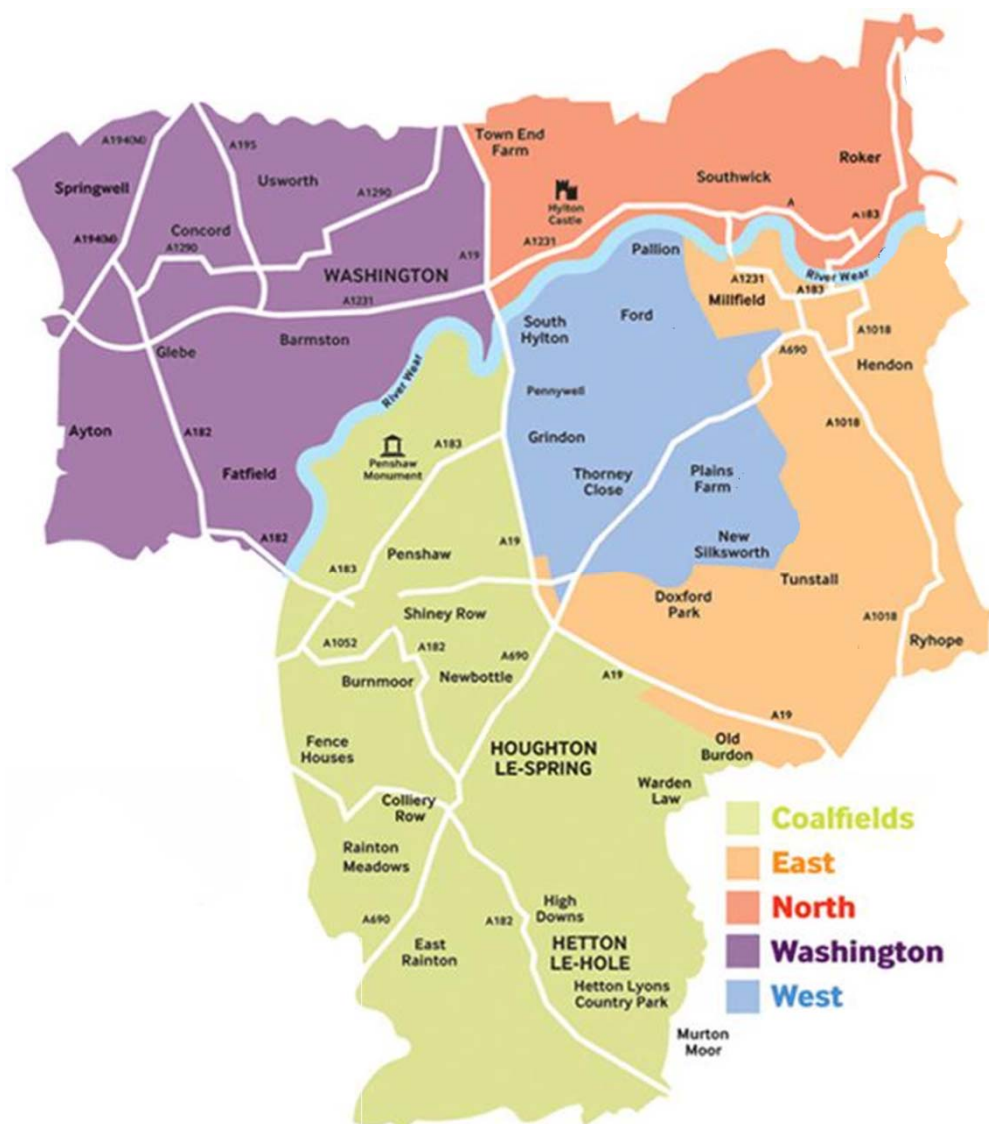 Town End
Farm
Roker
A194(M)
A195
Southwick
Springwell
Usworth
A1290
Hylton
Castle
A
A183
Concord
A194(M)
A1290
A19
A1231
Pallion
WASHINGTON
River Wear
A1231
A183
A1231
Millfield
South
Hylton
Ford
A1018
Barmston
Glebe
A690
Hendon
River Wear
Pennywell
Ayton
A182
A183
Grindon
A1018
Penshaw
Monument
Fatfield
Thorney
Close
Plains
Farm
A182
A19
New
Silksworth
Penshaw
A183
Tunstall
Doxford
Park
Shiney Row
A1018
A1052
A182
A690
Ryhope
Burnmoor
Newbottle
A19
A19
Fence
Houses
HOUGHTON
LE-SPRING
Old
Burdon
Warden
Law
Colliery
Row
Rainton
Meadows
High
Downs
A690
A182
East
Rainton
HETTON
LE-HOLE
Hetton Lyons
Country Park
Murton
Moor
Coalfields
East
North
Washington
West